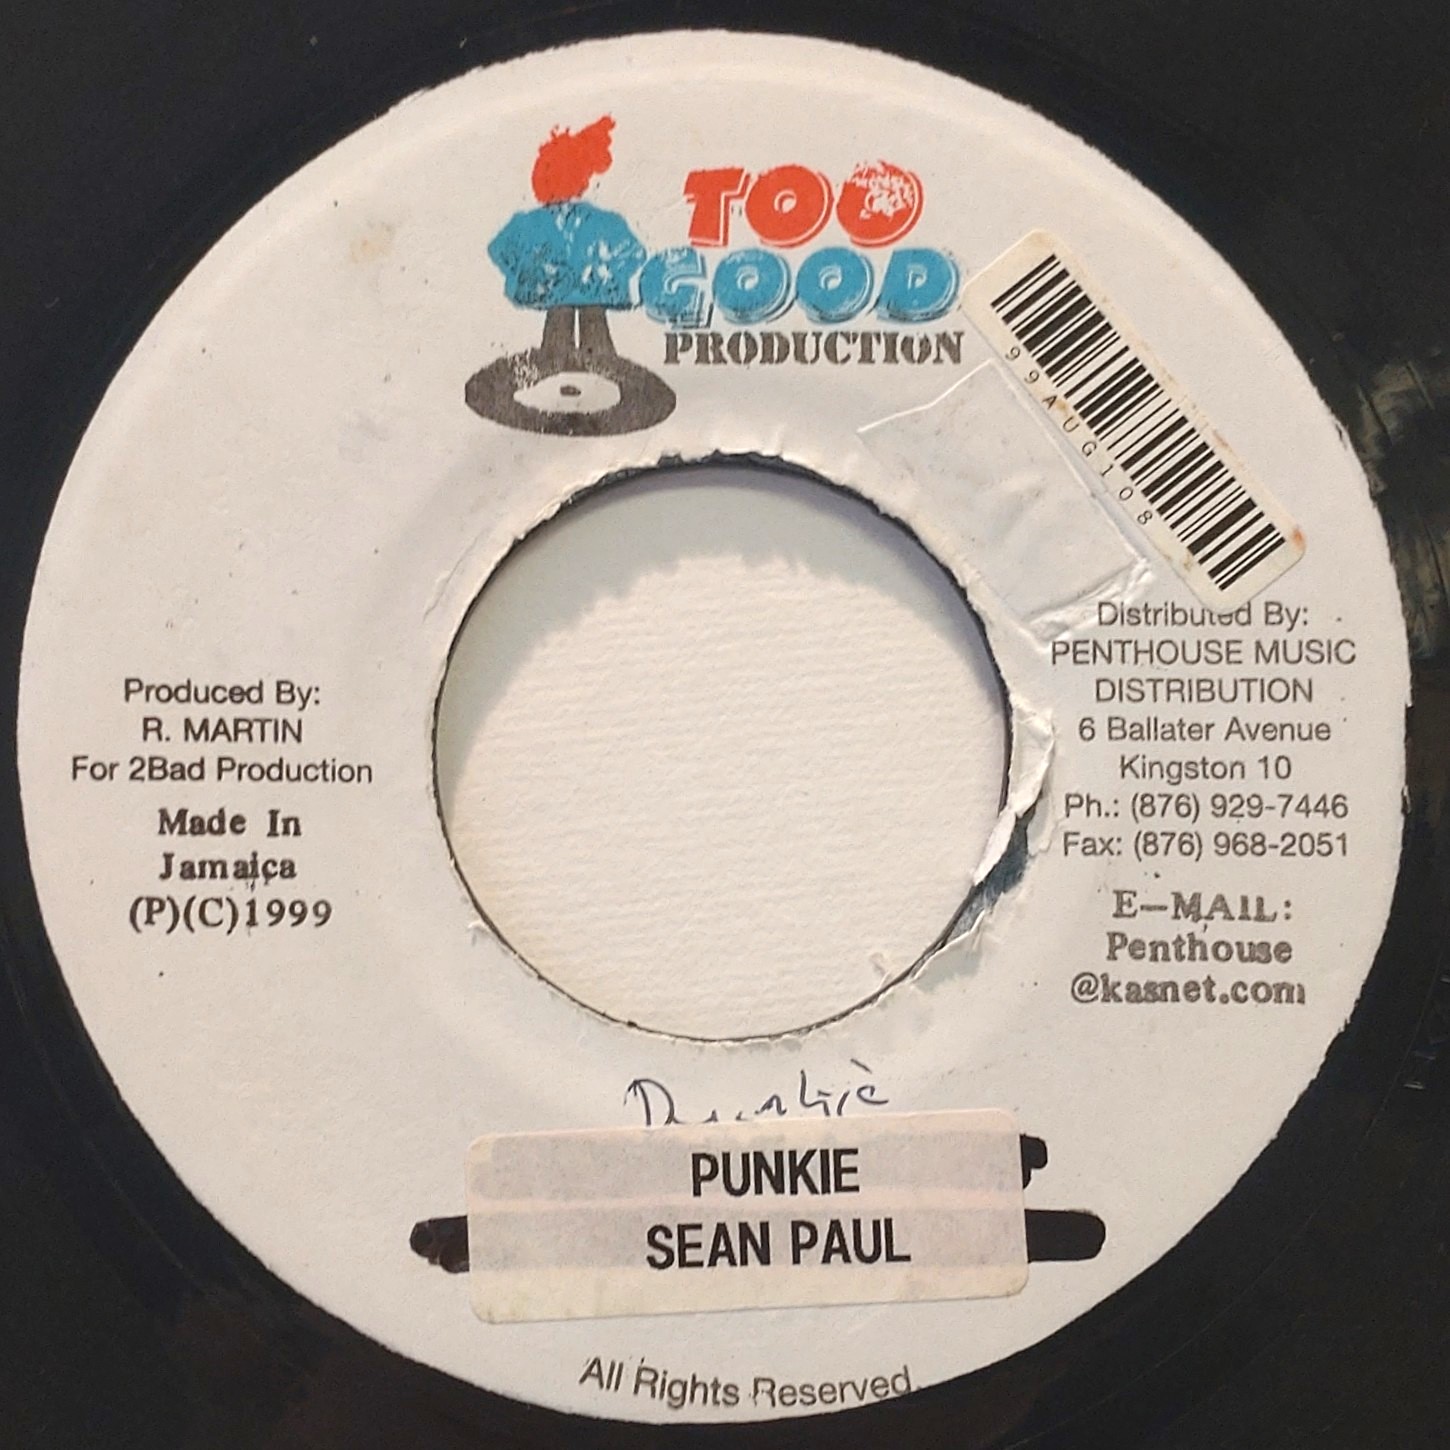 TOO
GOOD
PRODUCTION
99AUG108
Produced By:
R. MARTIN
For 2Bad Production
Made In
Jamaica
(P)(C)1999
Distributed By:
PENTHOUSE MUSIC
DISTRIBUTION
6 Ballater Avenue
Kingston 10
Ph.: (876) 929-7446
Fax: (876) 968-2051
E-MAIL:
Penthouse
@kasnet.com
PUNKIE
SEAN PAUL
All Rights Reserved